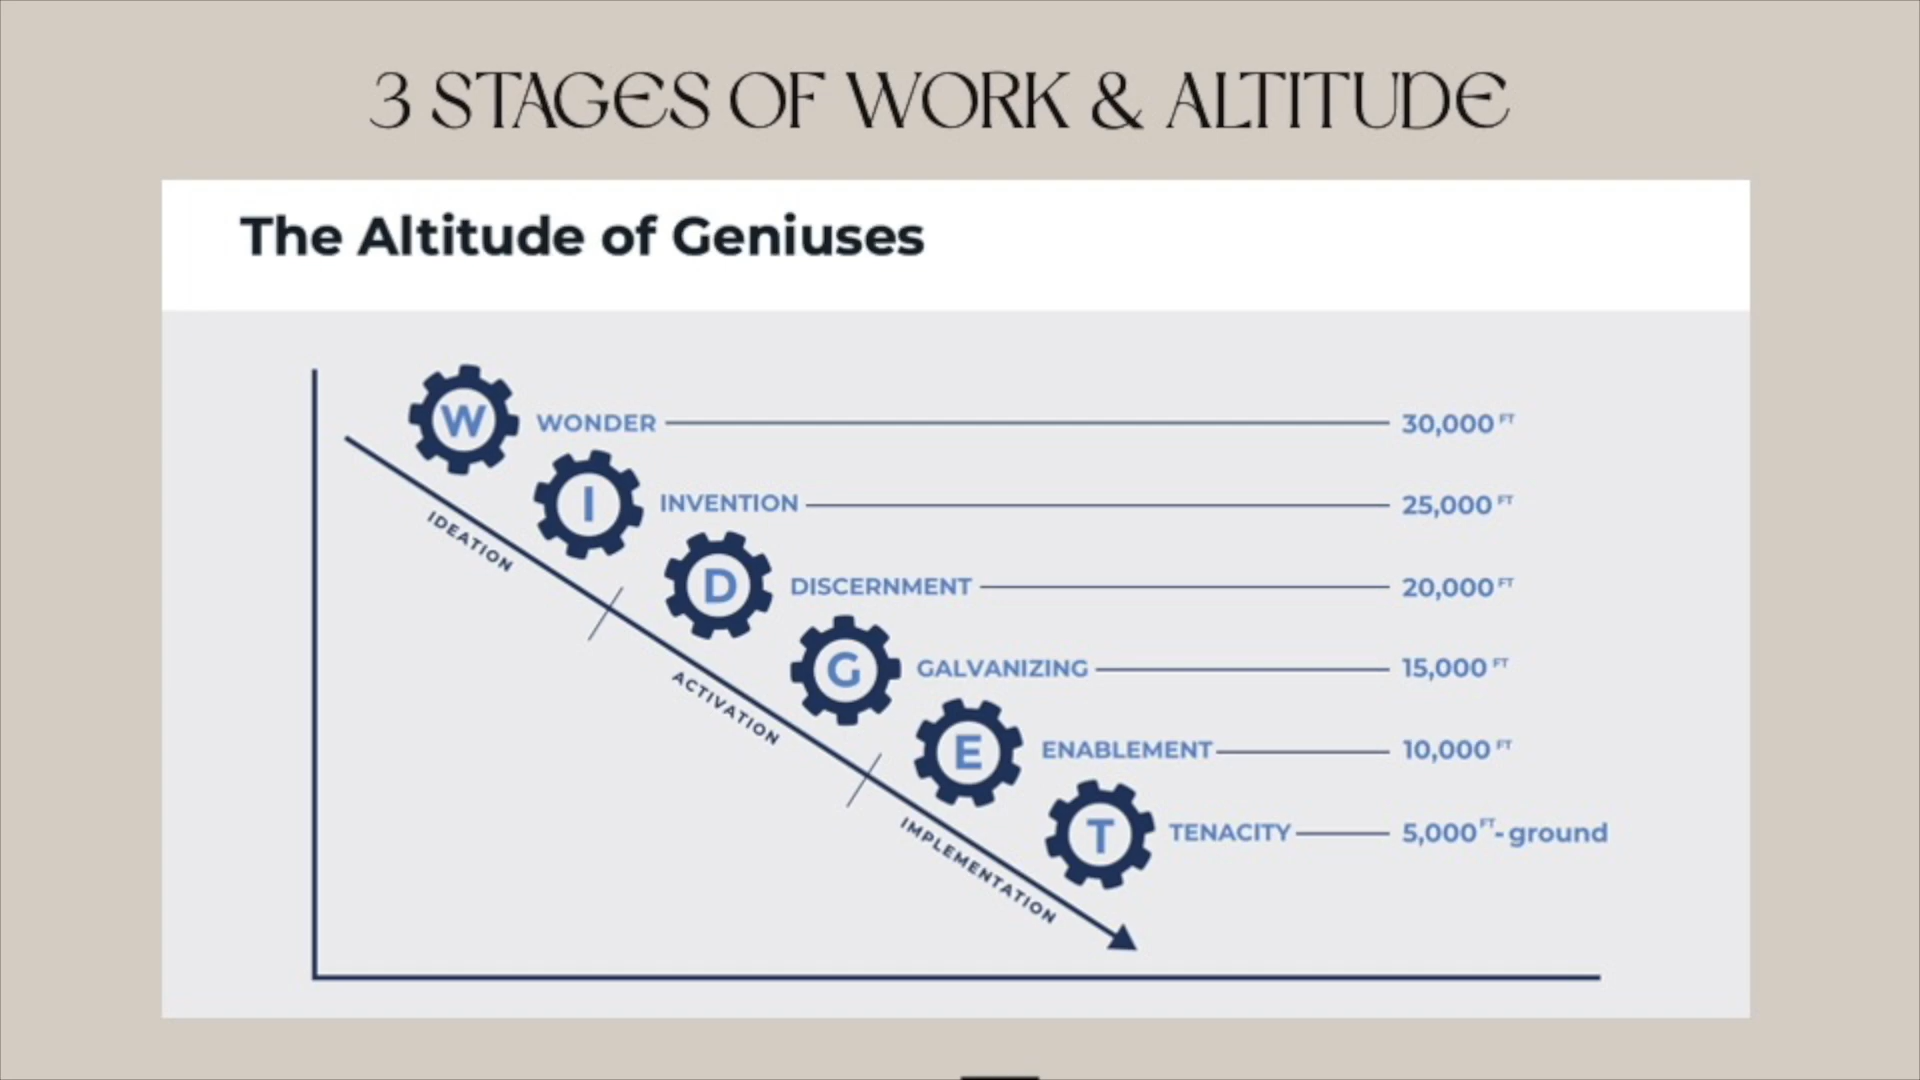 3 STAGES OF WORK & ALTITUDE
The Altitude of Geniuses
W WONDER 30,000 FT
I INVENTION 25,000 FT
IDEATION
D DISCERNMENT 20,000 FT
G GALVANIZING 15,000 FT
ACTIVATION
E ENABLEMENT 10,000 FT
T TENACITY 5,000 FT - ground
IMPLEMENTATION